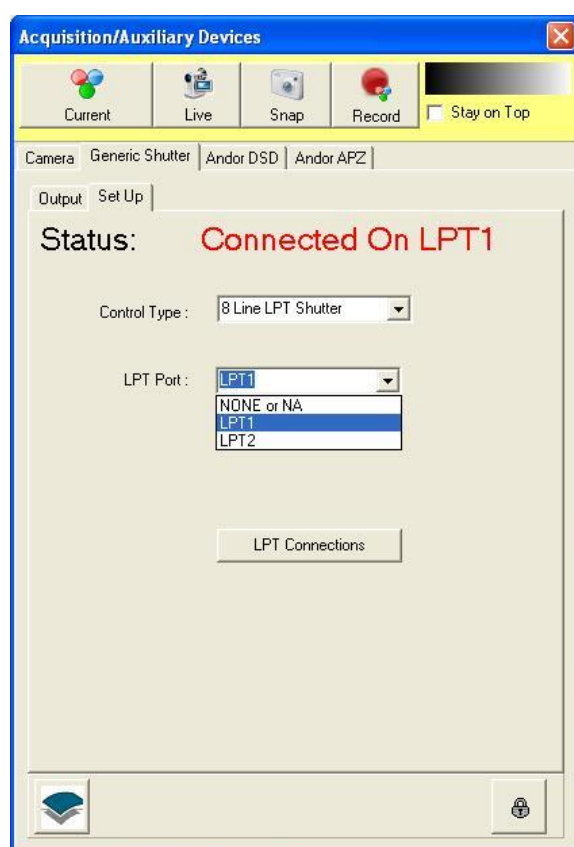 Acquisition/Auxiliary Devices
Current Live Snap Record Stay on Top
Camera Generic Shutter Andor DSD Andor APZ
Output Set Up
Status: Connected On LPT1
Control Type : 8 Line LPT Shutter
LPT Port : LPT1
NONE or NA
LPT1
LPT2
LPT Connections